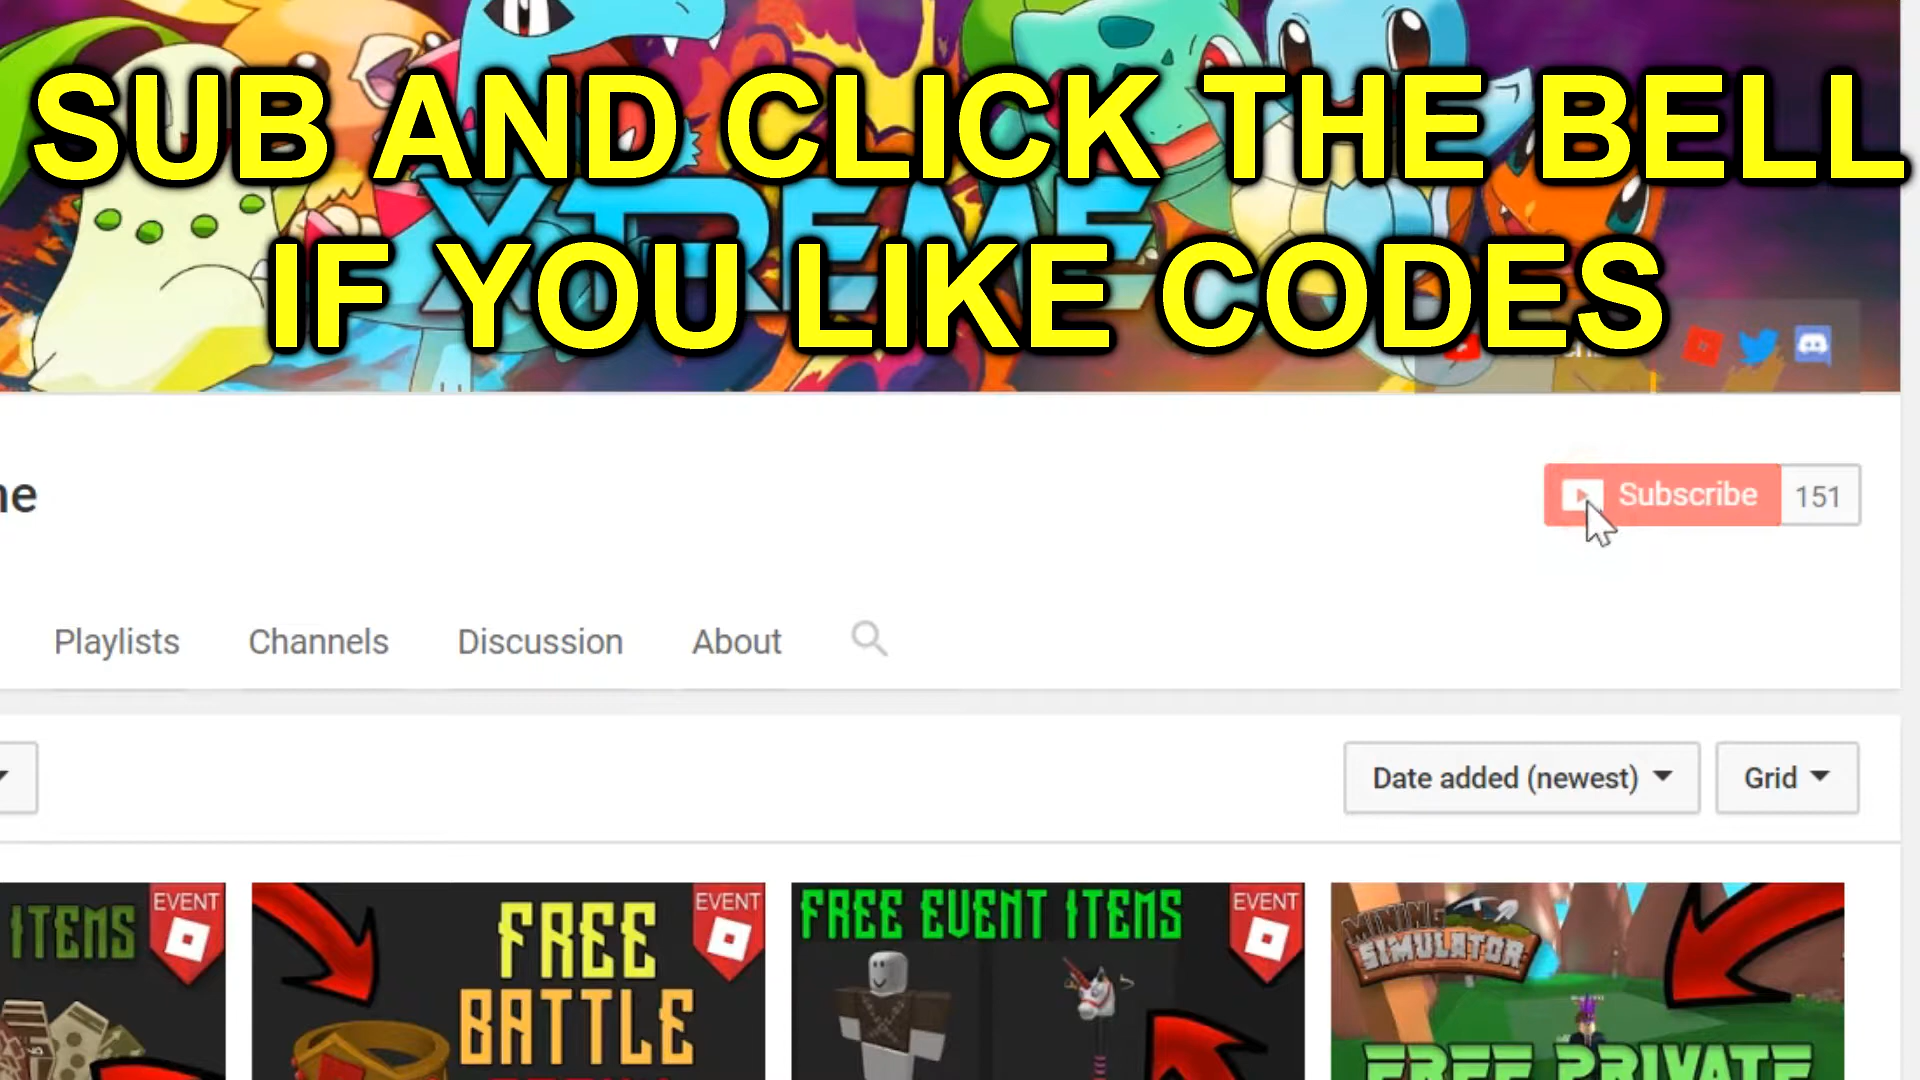 SUB AND CLICK THE BELL
XTREME
IF YOU LIKE CODES
Subscribe 151
Playlists Channels Discussion About
Date added (newest) Grid
ITEMS EVENT
FREE EVENT
BATTLE
FREE EVENT ITEMS EVENT
MINING
SIMULATOR
FREE PRIVATE